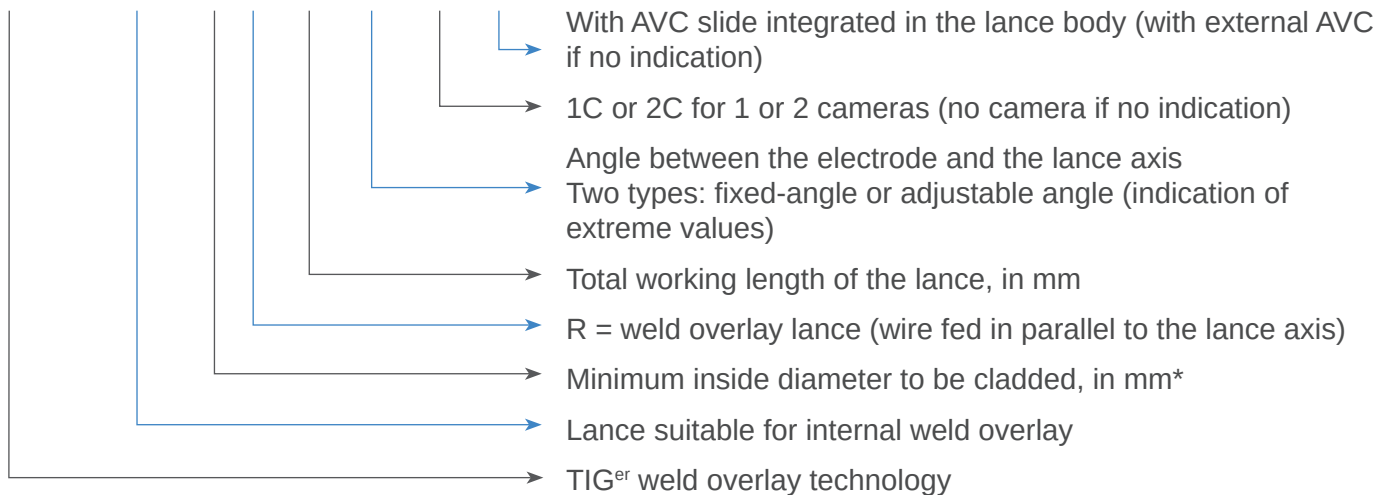 With AVC slide integrated in the lance body (with external AVC
if no indication)
1C or 2C for 1 or 2 cameras (no camera if no indication)
Angle between the electrode and the lance axis
Two types: fixed-angle or adjustable angle (indication of
extreme values)
Total working length of the lance, in mm
R = weld overlay lance (wire fed in parallel to the lance axis)
Minimum inside diameter to be cladded, in mm*
Lance suitable for internal weld overlay
TIGer weld overlay technology